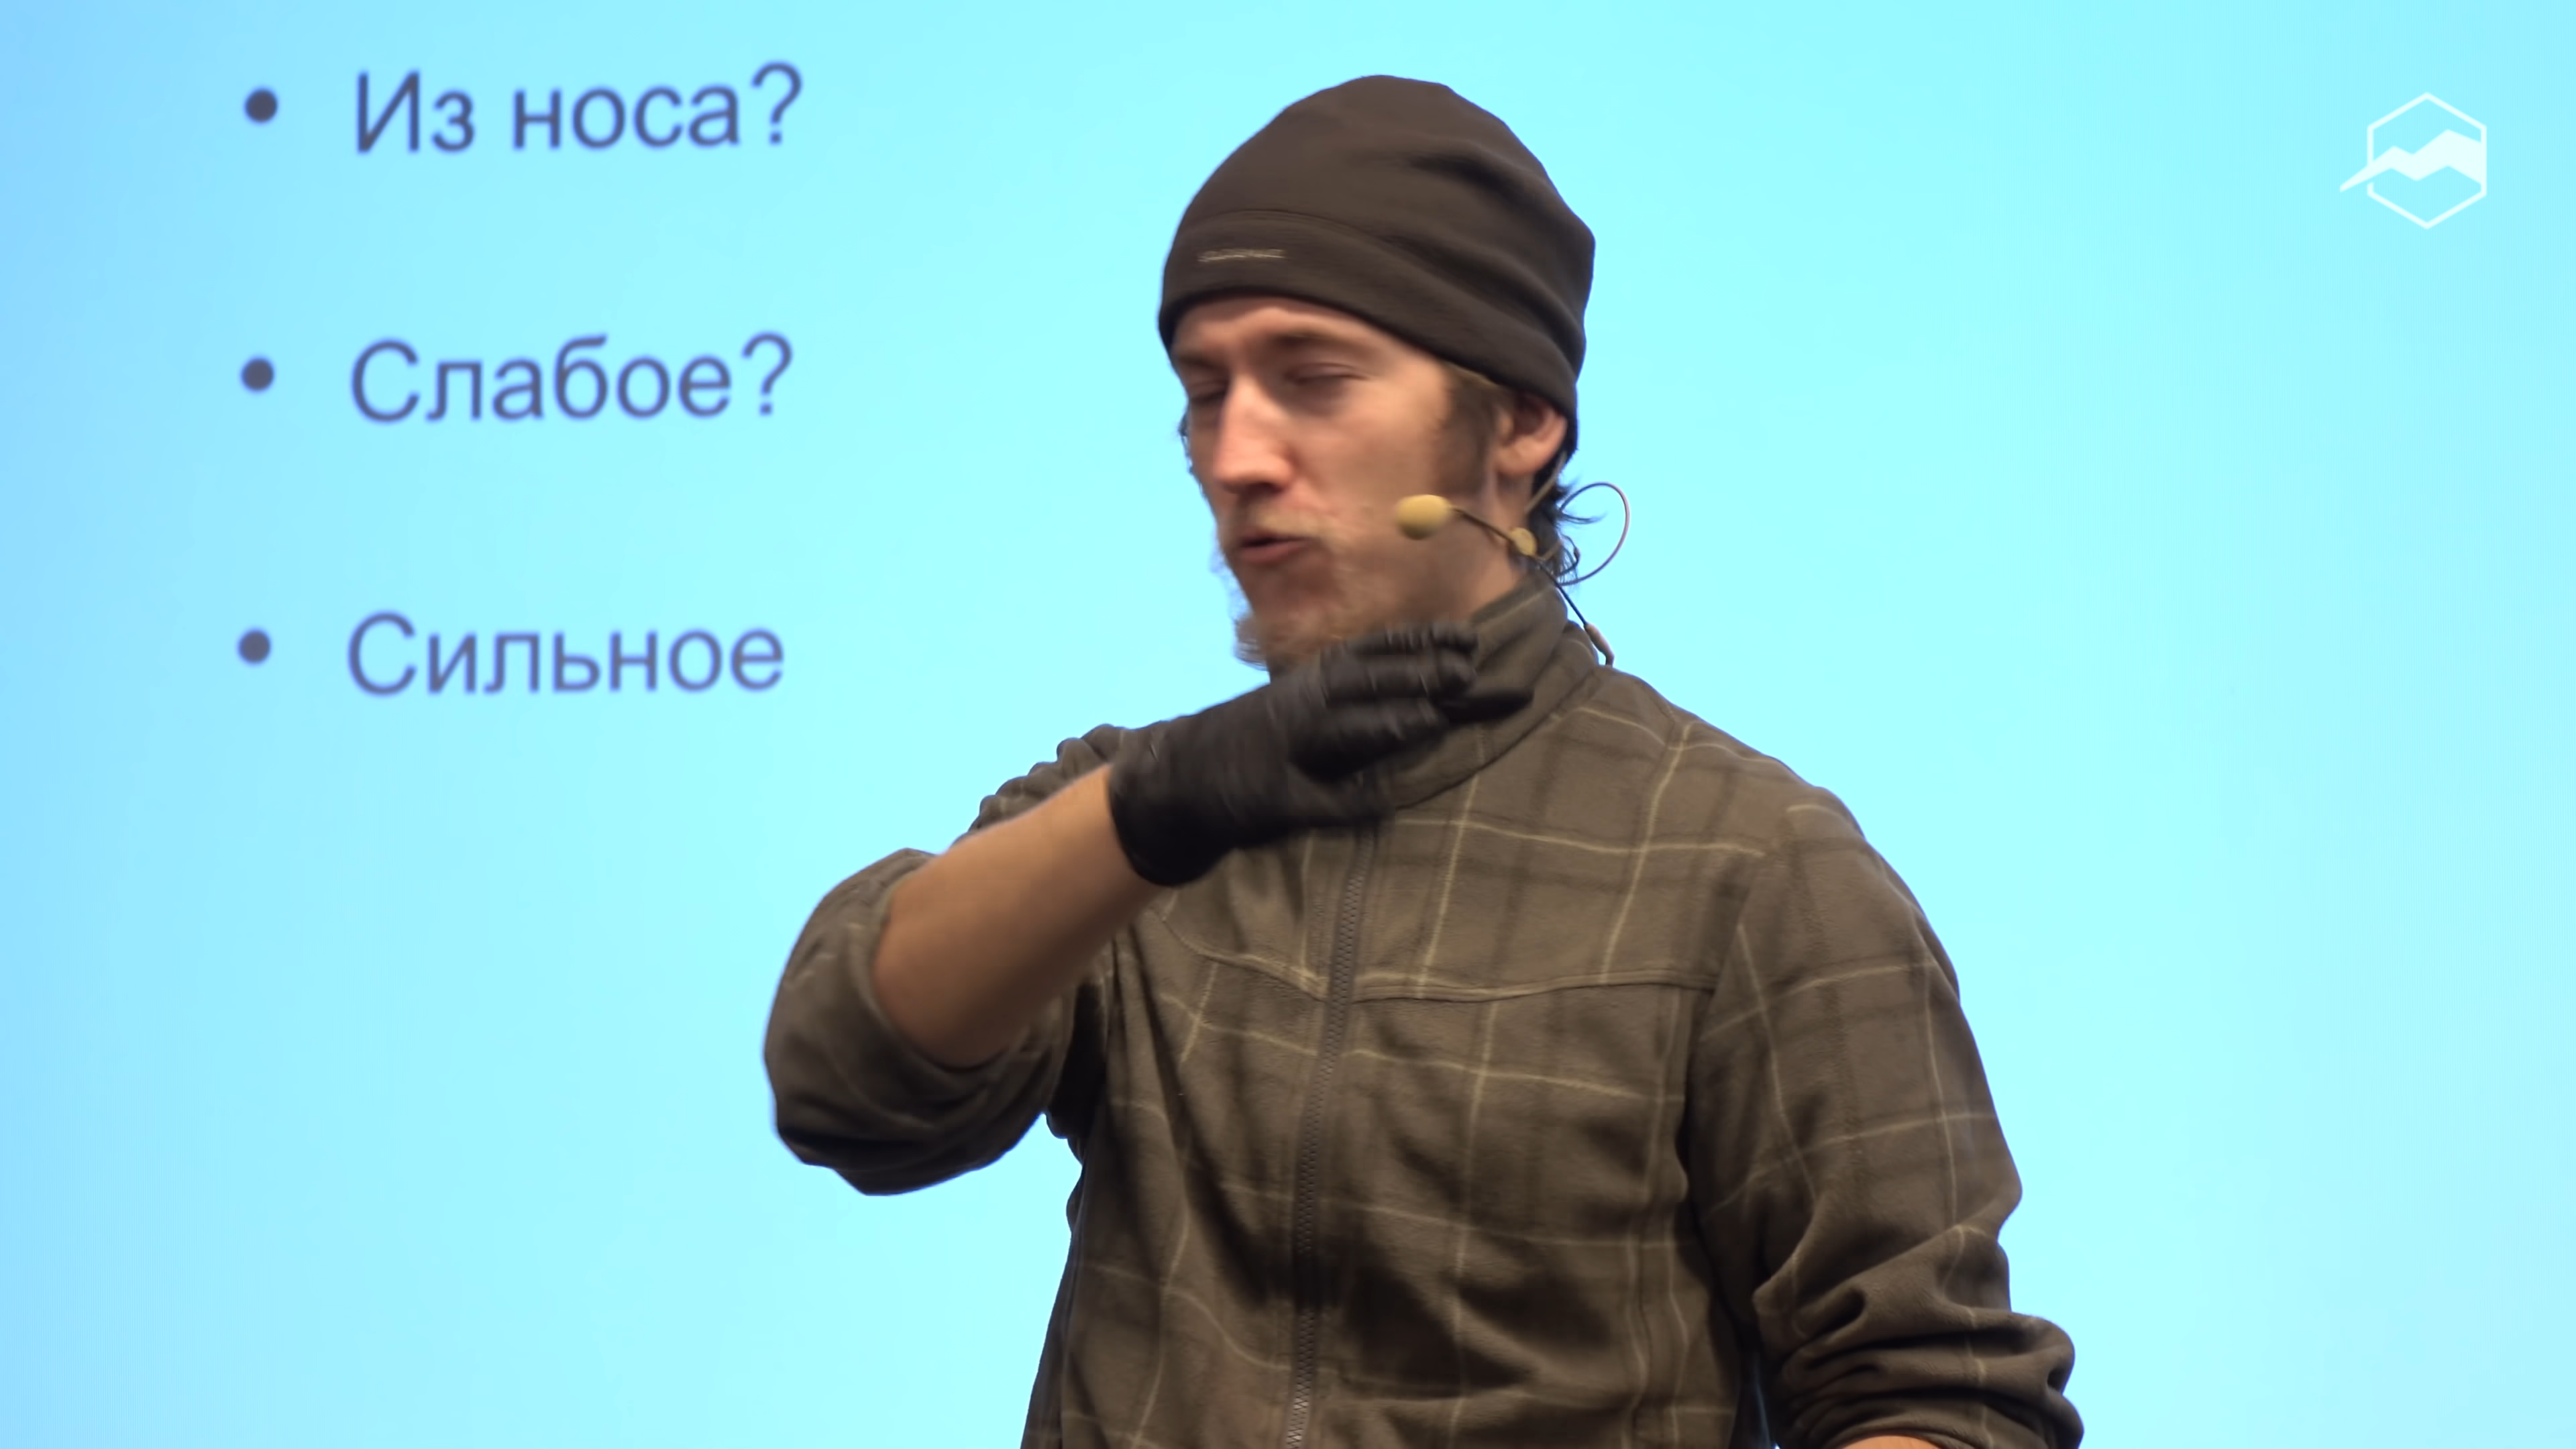 Из носа?
Слабое?
Сильное